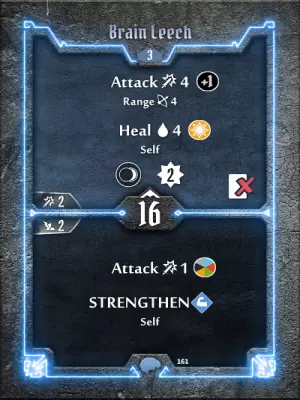 Brain Leech
3
Attack 4 +1
Range 4
Heal 4
Self
2
2
2
16
Attack 1
STRENGTHEN
Self
161